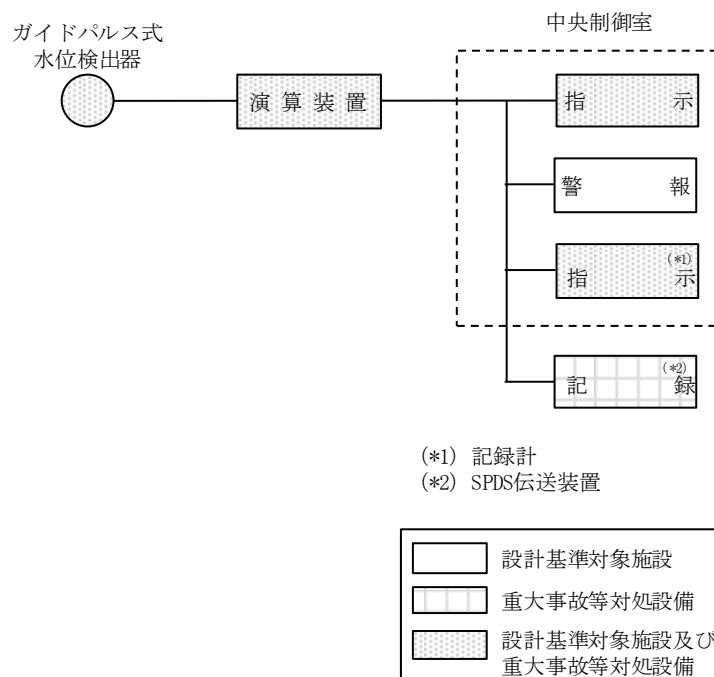 中央制御室
ガイドパルス式
水位検出器
演算装置
指示
警報
指示(*1)
記録(*2)
(*1) 記録計
(*2) SPDS伝送装置
設計基準対象施設
重大事故等対処設備
設計基準対象施設及び
重大事故等対処設備